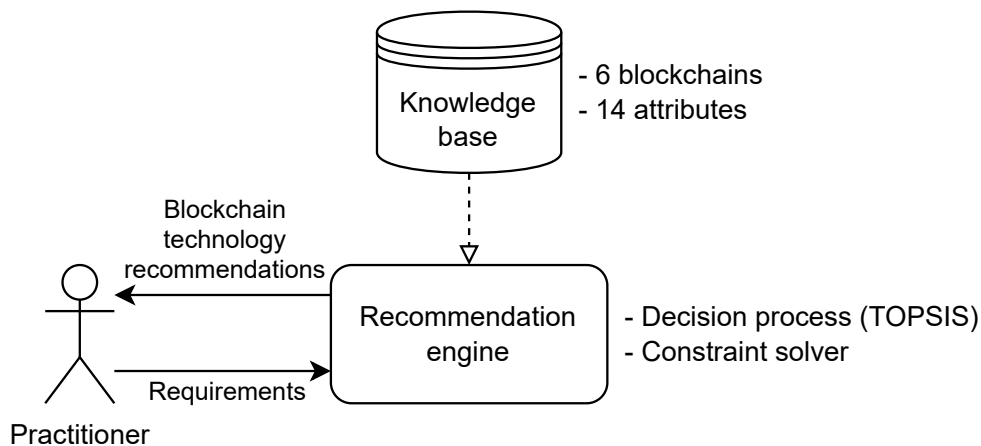 Knowledge
base
- 6 blockchains
- 14 attributes
Blockchain
technology
recommendations
Recommendation
engine
- Decision process (TOPSIS)
- Constraint solver
Requirements
Practitioner